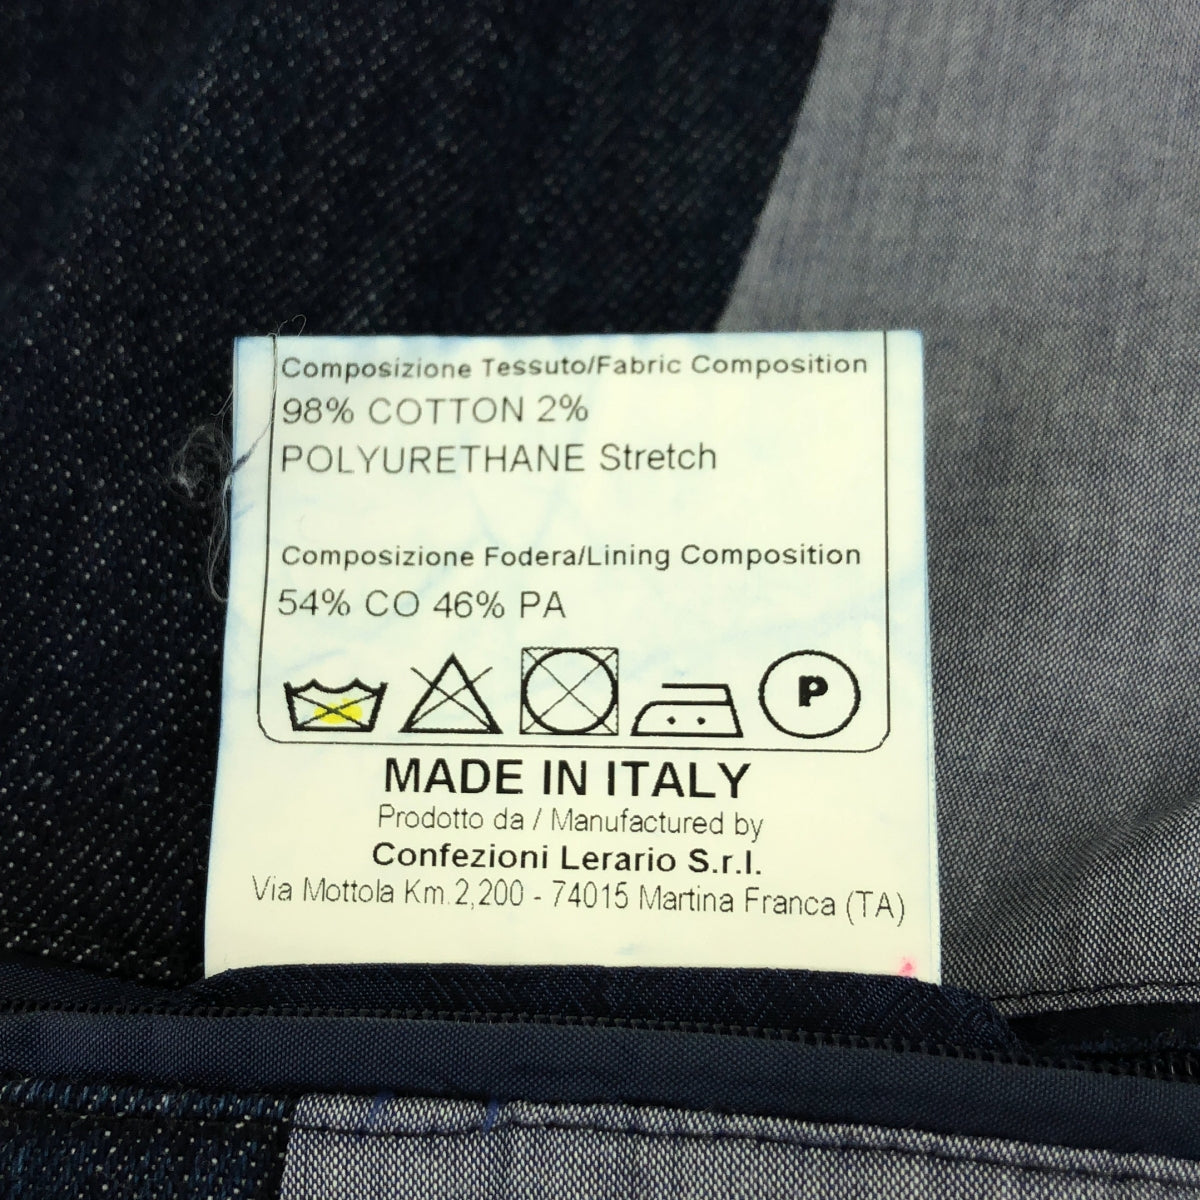 Composizione Tessuto/Fabric Composition
98% COTTON 2%
POLYURETHANE Stretch
Composizione Fodera/Lining Composition
54% CO 46% PA
P
MADE IN ITALY
Prodotto da / Manufactured by
Confezioni Lerario S.r.l.
Via Mottola Km.2,200 - 74015 Martina Franca (TA)